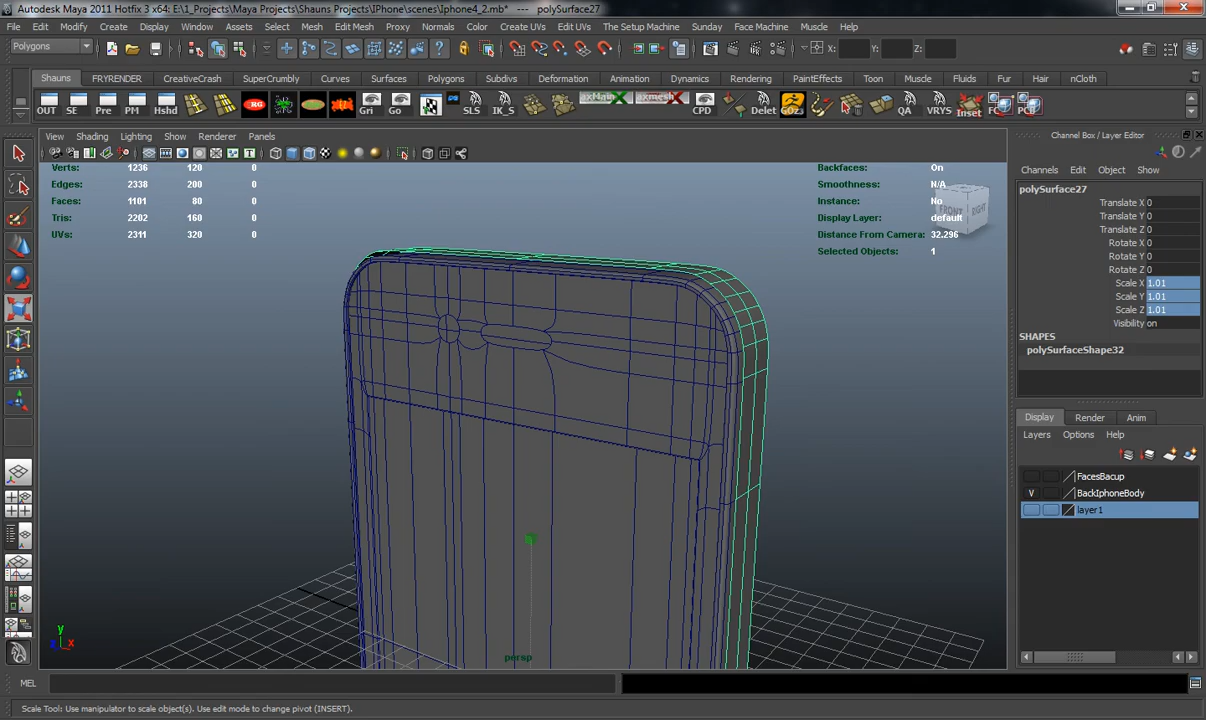 Autodesk Maya 2011 Hotfix 3 x64: E:\1_Projects\Maya Projects\Shauns Projects\IPhone\scenes\Iphone4_2.mb*   ---   polySurface27
File Edit Modify Create Display Window Assets Select Mesh Edit Mesh Proxy Normals Color Create UVs Edit UVs The Setup Machine Sunday Face Machine Muscle Help
Polygons X: Y: Z:
Shauns FRYRENDER CreativeCrash SuperCrumbly Curves Surfaces Polygons Subdivs Deformation Animation Dynamics Rendering PaintEffects Toon Muscle Fluids Fur Hair nCloth
OUT SE Pre PM Hshd RG Gri Go SLS IK_S CPD Delet GOz3 QA VRYS Inset FC PCB
View Shading Lighting Show Renderer Panels
Channel Box / Layer Editor
Channels Edit Object Show
Verts: 1236 120 0
Edges: 2338 200 0
Faces: 1101 80 0
Tris: 2202 160 0
UVs: 2311 320 0
Backfaces: On
Smoothness: N/A
Instance: No
Display Layer: default
Distance From Camera: 32.296
Selected Objects: 1
FRONT RIGHT
polySurface27
Translate X 0
Translate Y 0
Translate Z 0
Rotate X 0
Rotate Y 0
Rotate Z 0
Scale X 1.01
Scale Y 1.01
Scale Z 1.01
Visibility on
SHAPES
polySurfaceShape32
Display Render Anim
Layers Options Help
FacesBacup
V BackIphoneBody
layer1
y
x
persp
MEL
Scale Tool: Use manipulator to scale object(s). Use edit mode to change pivot (INSERT).